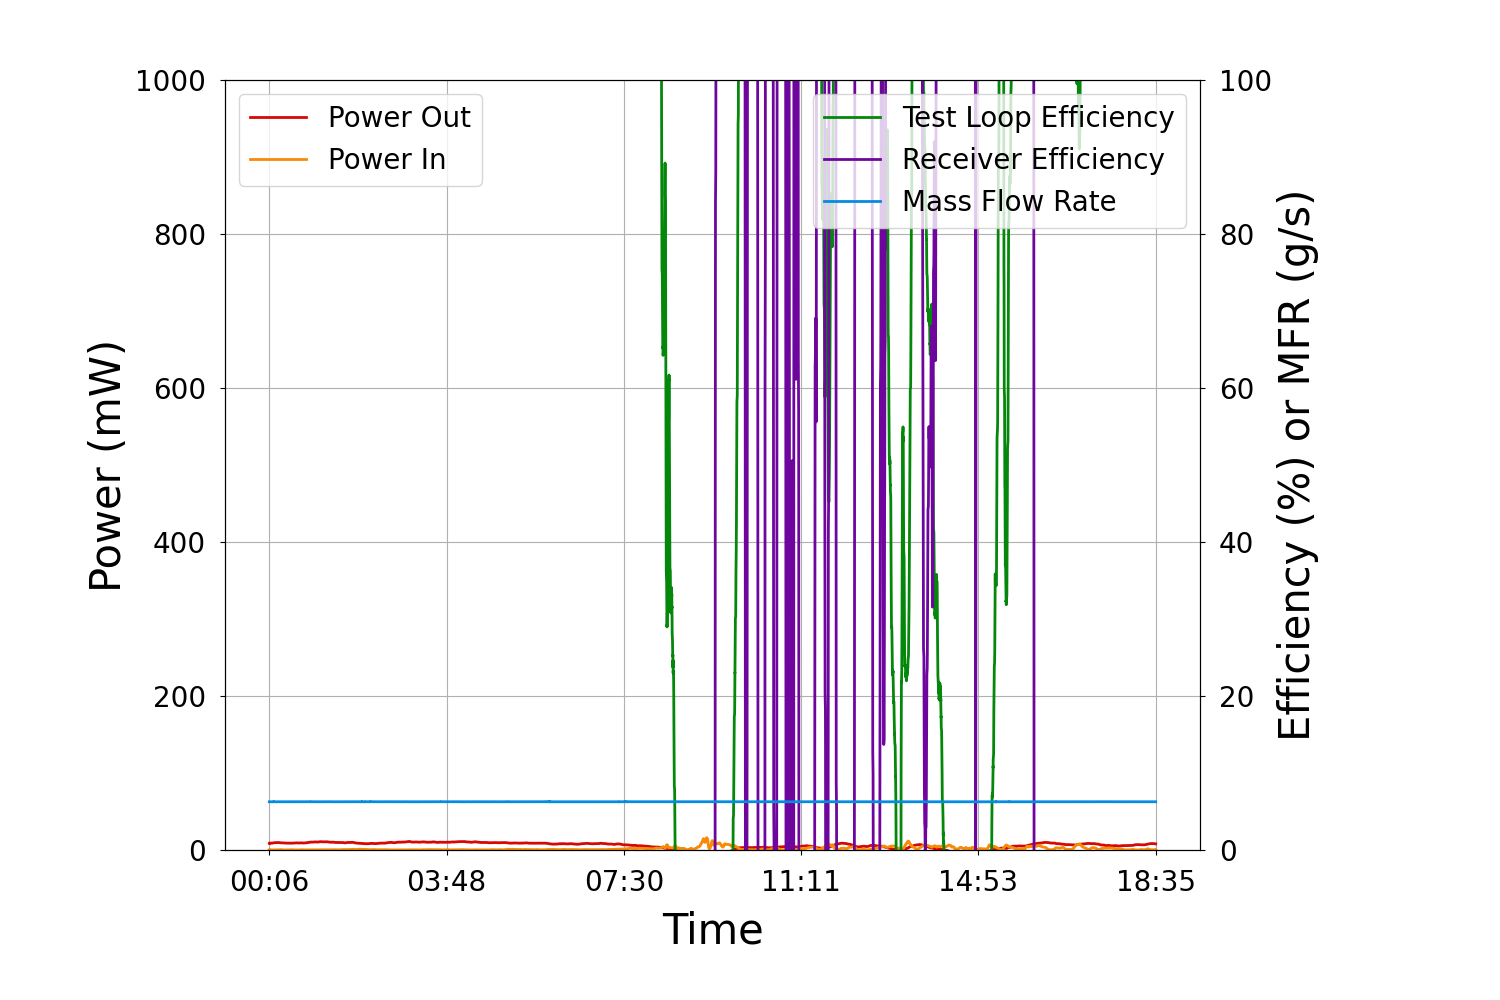 1000
800
600
400
200
0
Power (mW)
Power Out
Power In
Test Loop Efficiency
Receiver Efficiency
Mass Flow Rate
100
80
60
40
20
0
Efficiency (%) or MFR (g/s)
00:06 03:48 07:30 11:11 14:53 18:35
Time